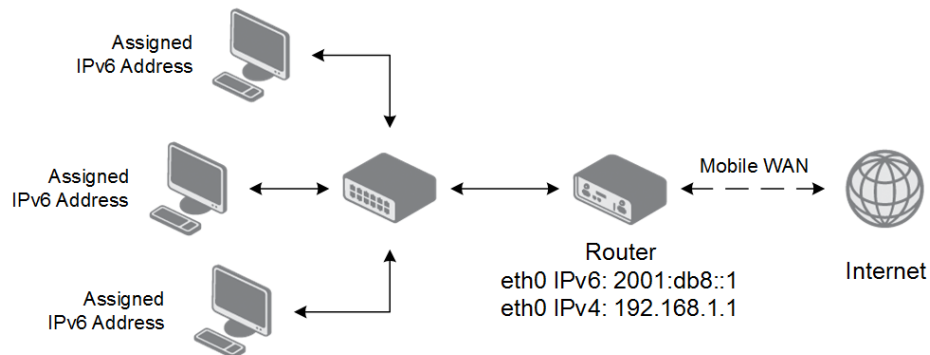 Assigned
IPv6 Address
Assigned
IPv6 Address
Assigned
IPv6 Address
Mobile WAN
Router
eth0 IPv6: 2001:db8::1
eth0 IPv4: 192.168.1.1
Internet